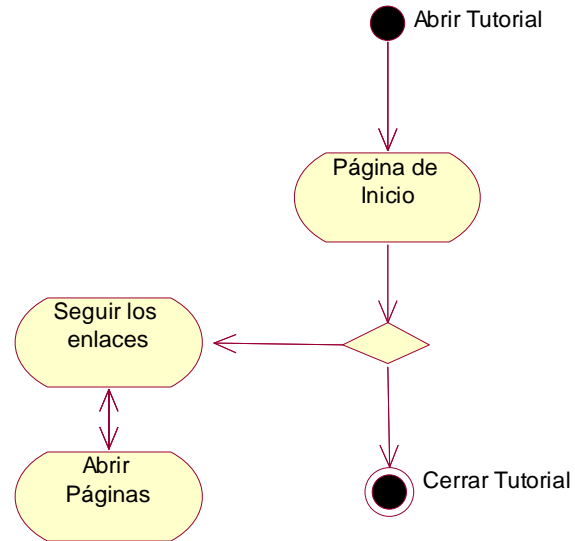 Abrir Tutorial
Página de
Inicio
Seguir los
enlaces
Abrir
Páginas
Cerrar Tutorial